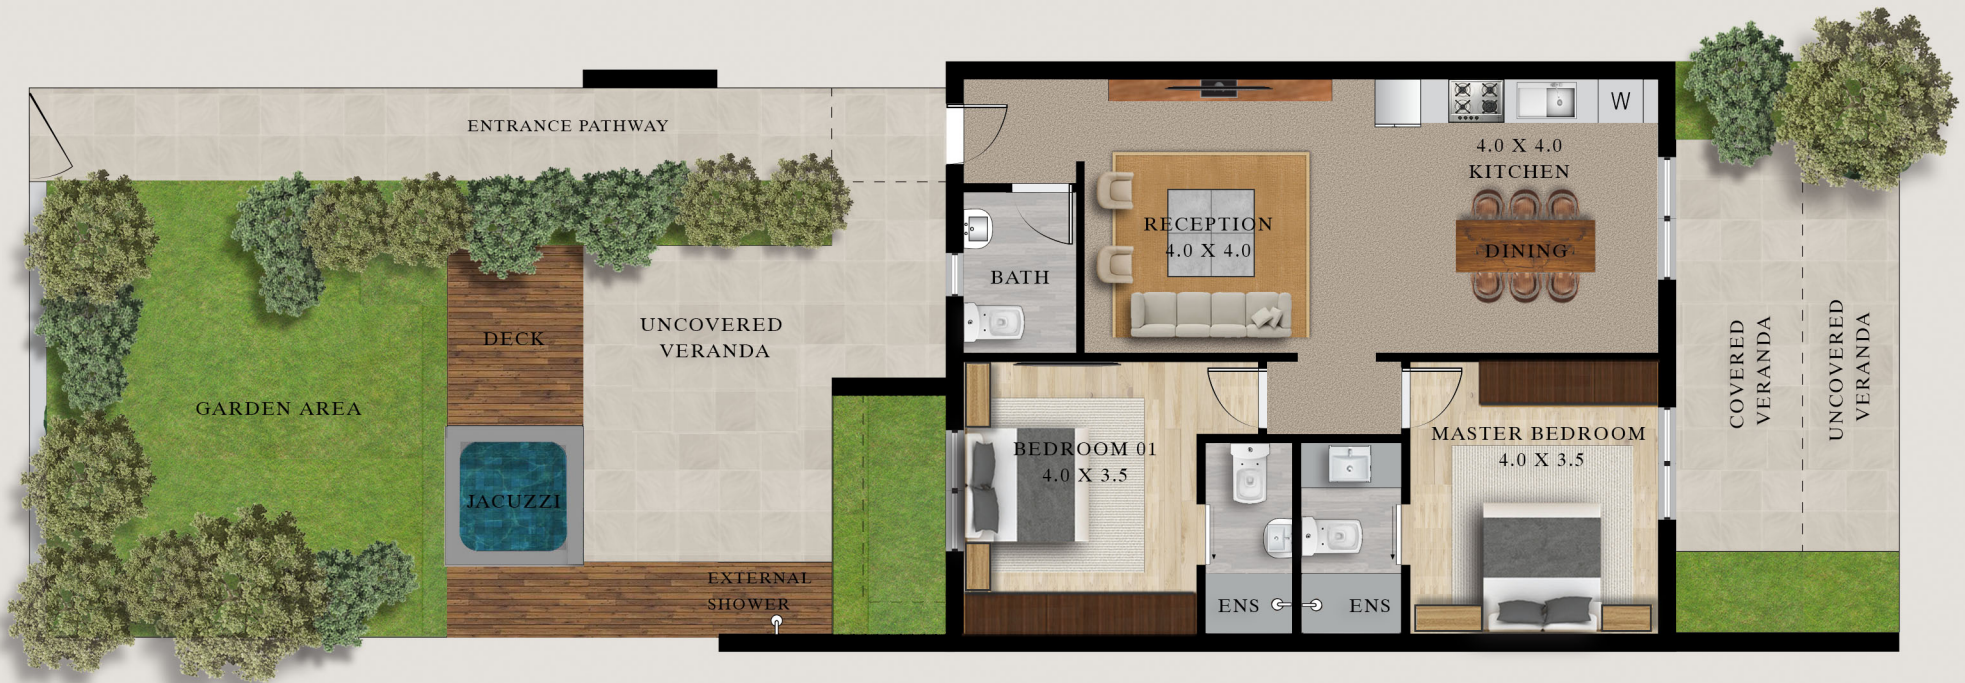 ENTRANCE PATHWAY
W
4.0 X 4.0
KITCHEN
RECEPTION
4.0 X 4.0
DINING
BATH
DECK
UNCOVERED
VERANDA
GARDEN AREA
JACUZZI
EXTERNAL
SHOWER
BEDROOM 01
4.0 X 3.5
MASTER BEDROOM
4.0 X 3.5
ENS
ENS
COVERED
VERANDA
UNCOVERED
VERANDA